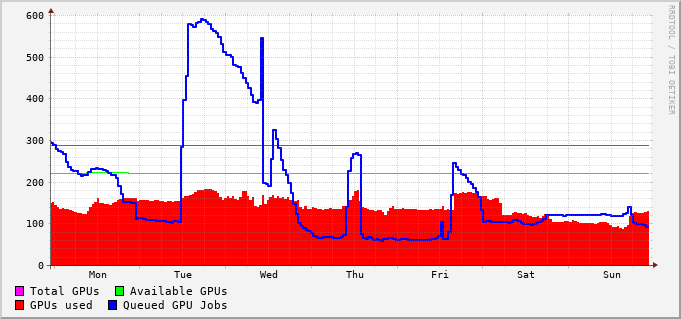 600
500
400
300
200
100
0
Mon Tue Wed Thu Fri Sat Sun
Total GPUs Available GPUs
GPUs used Queued GPU Jobs
RRDTOOL / TOBI OETIKER